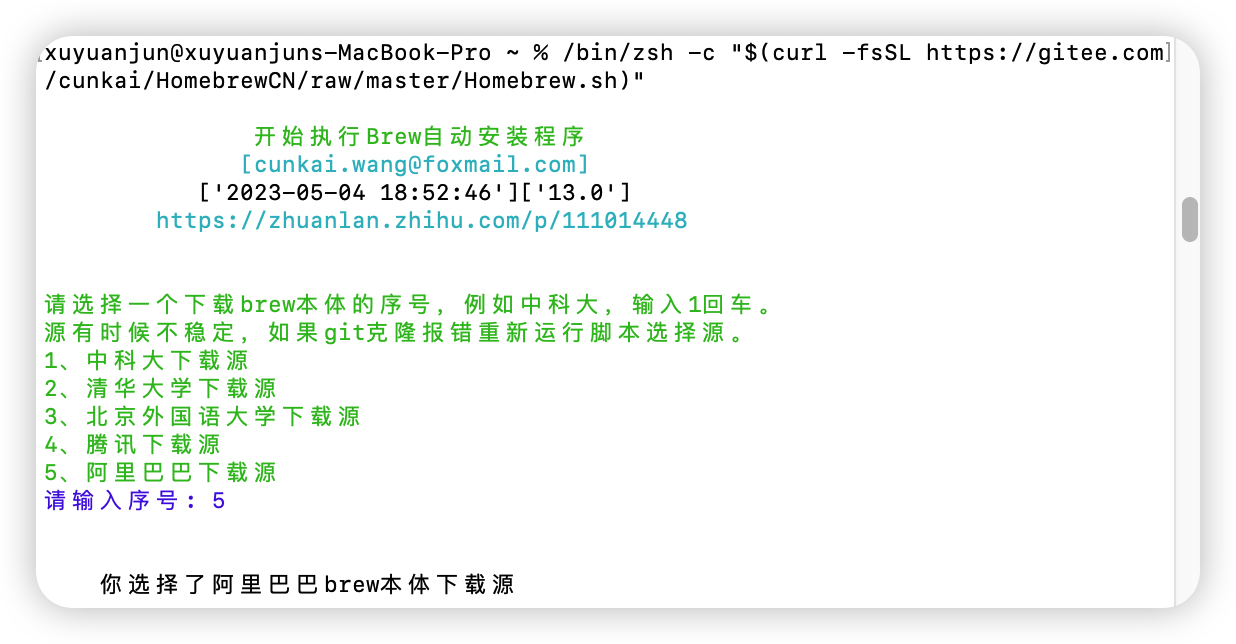 [xuyuanjun@xuyuanjuns-MacBook-Pro ~ % /bin/zsh -c "$(curl -fsSL https://gitee.com]
/cunkai/HomebrewCN/raw/master/Homebrew.sh)"
开始执行Brew自动安装程序
[cunkai.wang@foxmail.com]
['2023-05-04 18:52:46']['13.0']
https://zhuanlan.zhihu.com/p/111014448
请选择一个下载brew本体的序号，例如中科大，输入1回车。
源有时候不稳定，如果git克隆报错重新运行脚本选择源。
1、中科大下载源
2、清华大学下载源
3、北京外国语大学下载源
4、腾讯下载源
5、阿里巴巴下载源
请输入序号: 5
你选择了阿里巴巴brew本体下载源